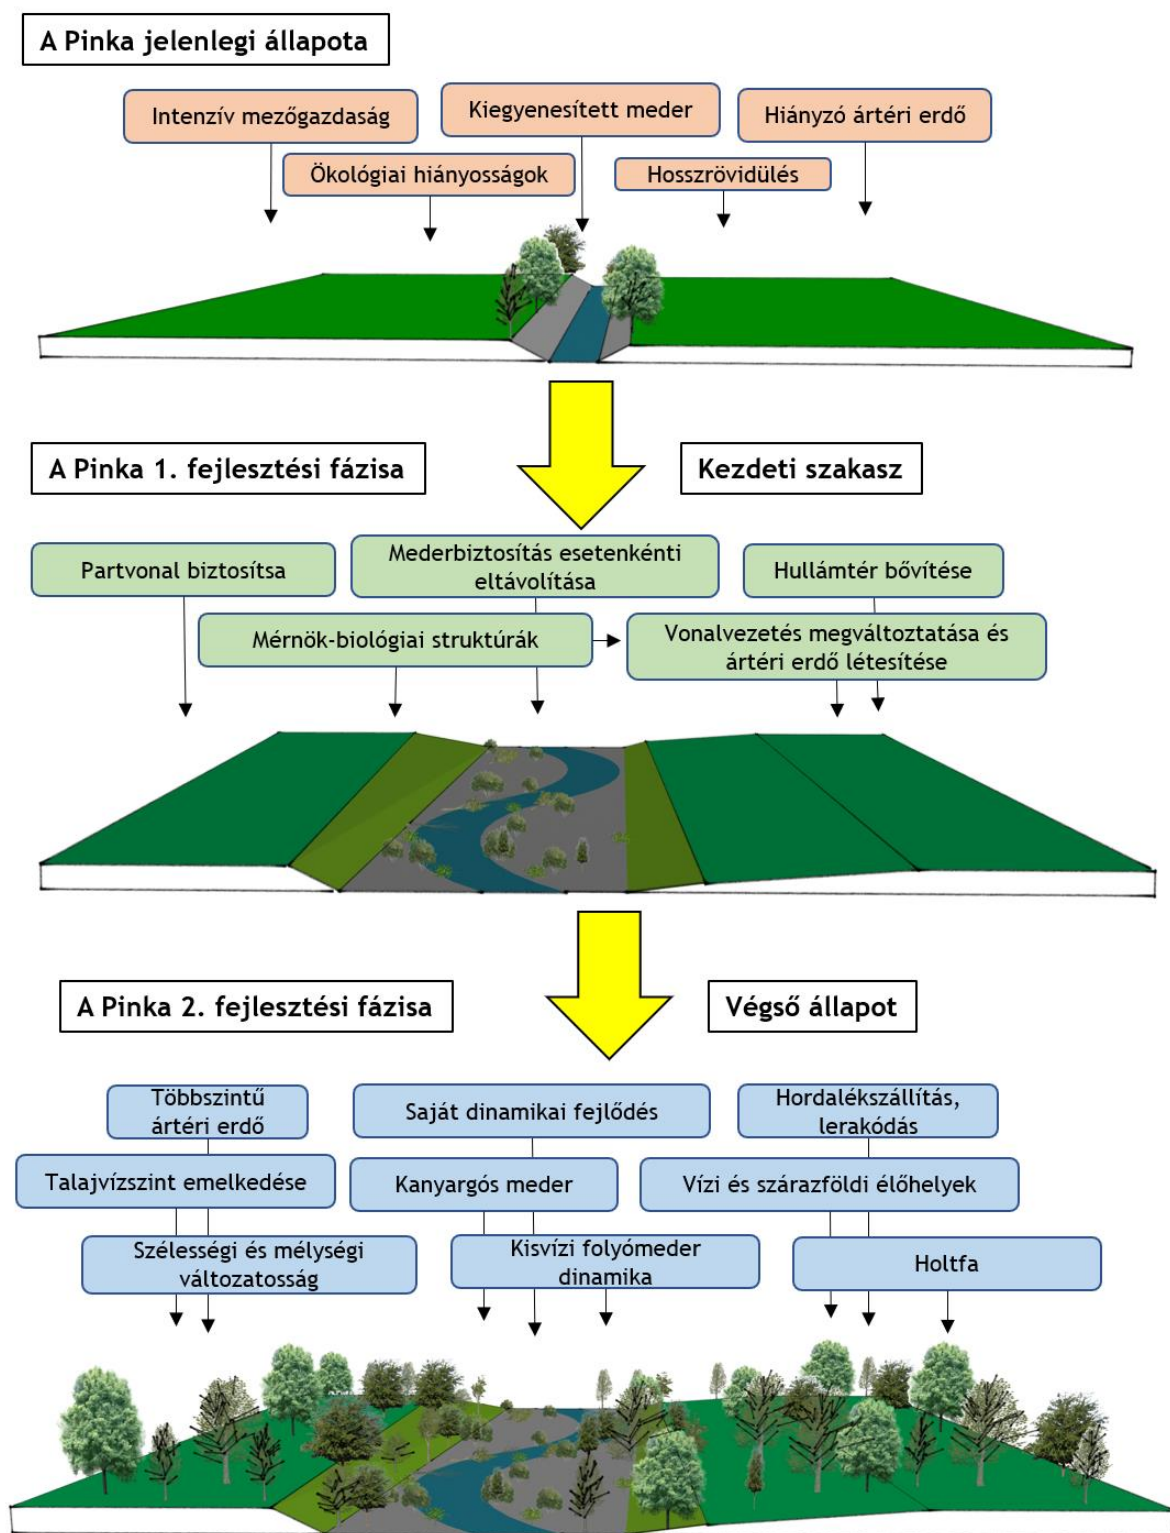 A Pinka jelenlegi állapota
Intenzív mezőgazdaság
Kiegyenesített meder
Hiányzó ártéri erdő
Ökológiai hiányosságok
Hosszrövidülés
A Pinka 1. fejlesztési fázisa
Kezdeti szakasz
Partvonal biztosítsa
Mederbiztosítás esetenkénti
eltávolítása
Hullámtér bővítése
Mérnök-biológiai struktúrák
Vonalvezetés megváltoztatása és
ártéri erdő létesítése
A Pinka 2. fejlesztési fázisa
Végső állapot
Többszintű
ártéri erdő
Saját dinamikai fejlődés
Hordalékszállítás,
lerakódás
Talajvízszint emelkedése
Kanyargós meder
Vízi és szárazföldi élőhelyek
Szélességi és mélységi
változatosság
Kisvízi folyómeder
dinamika
Holtfa